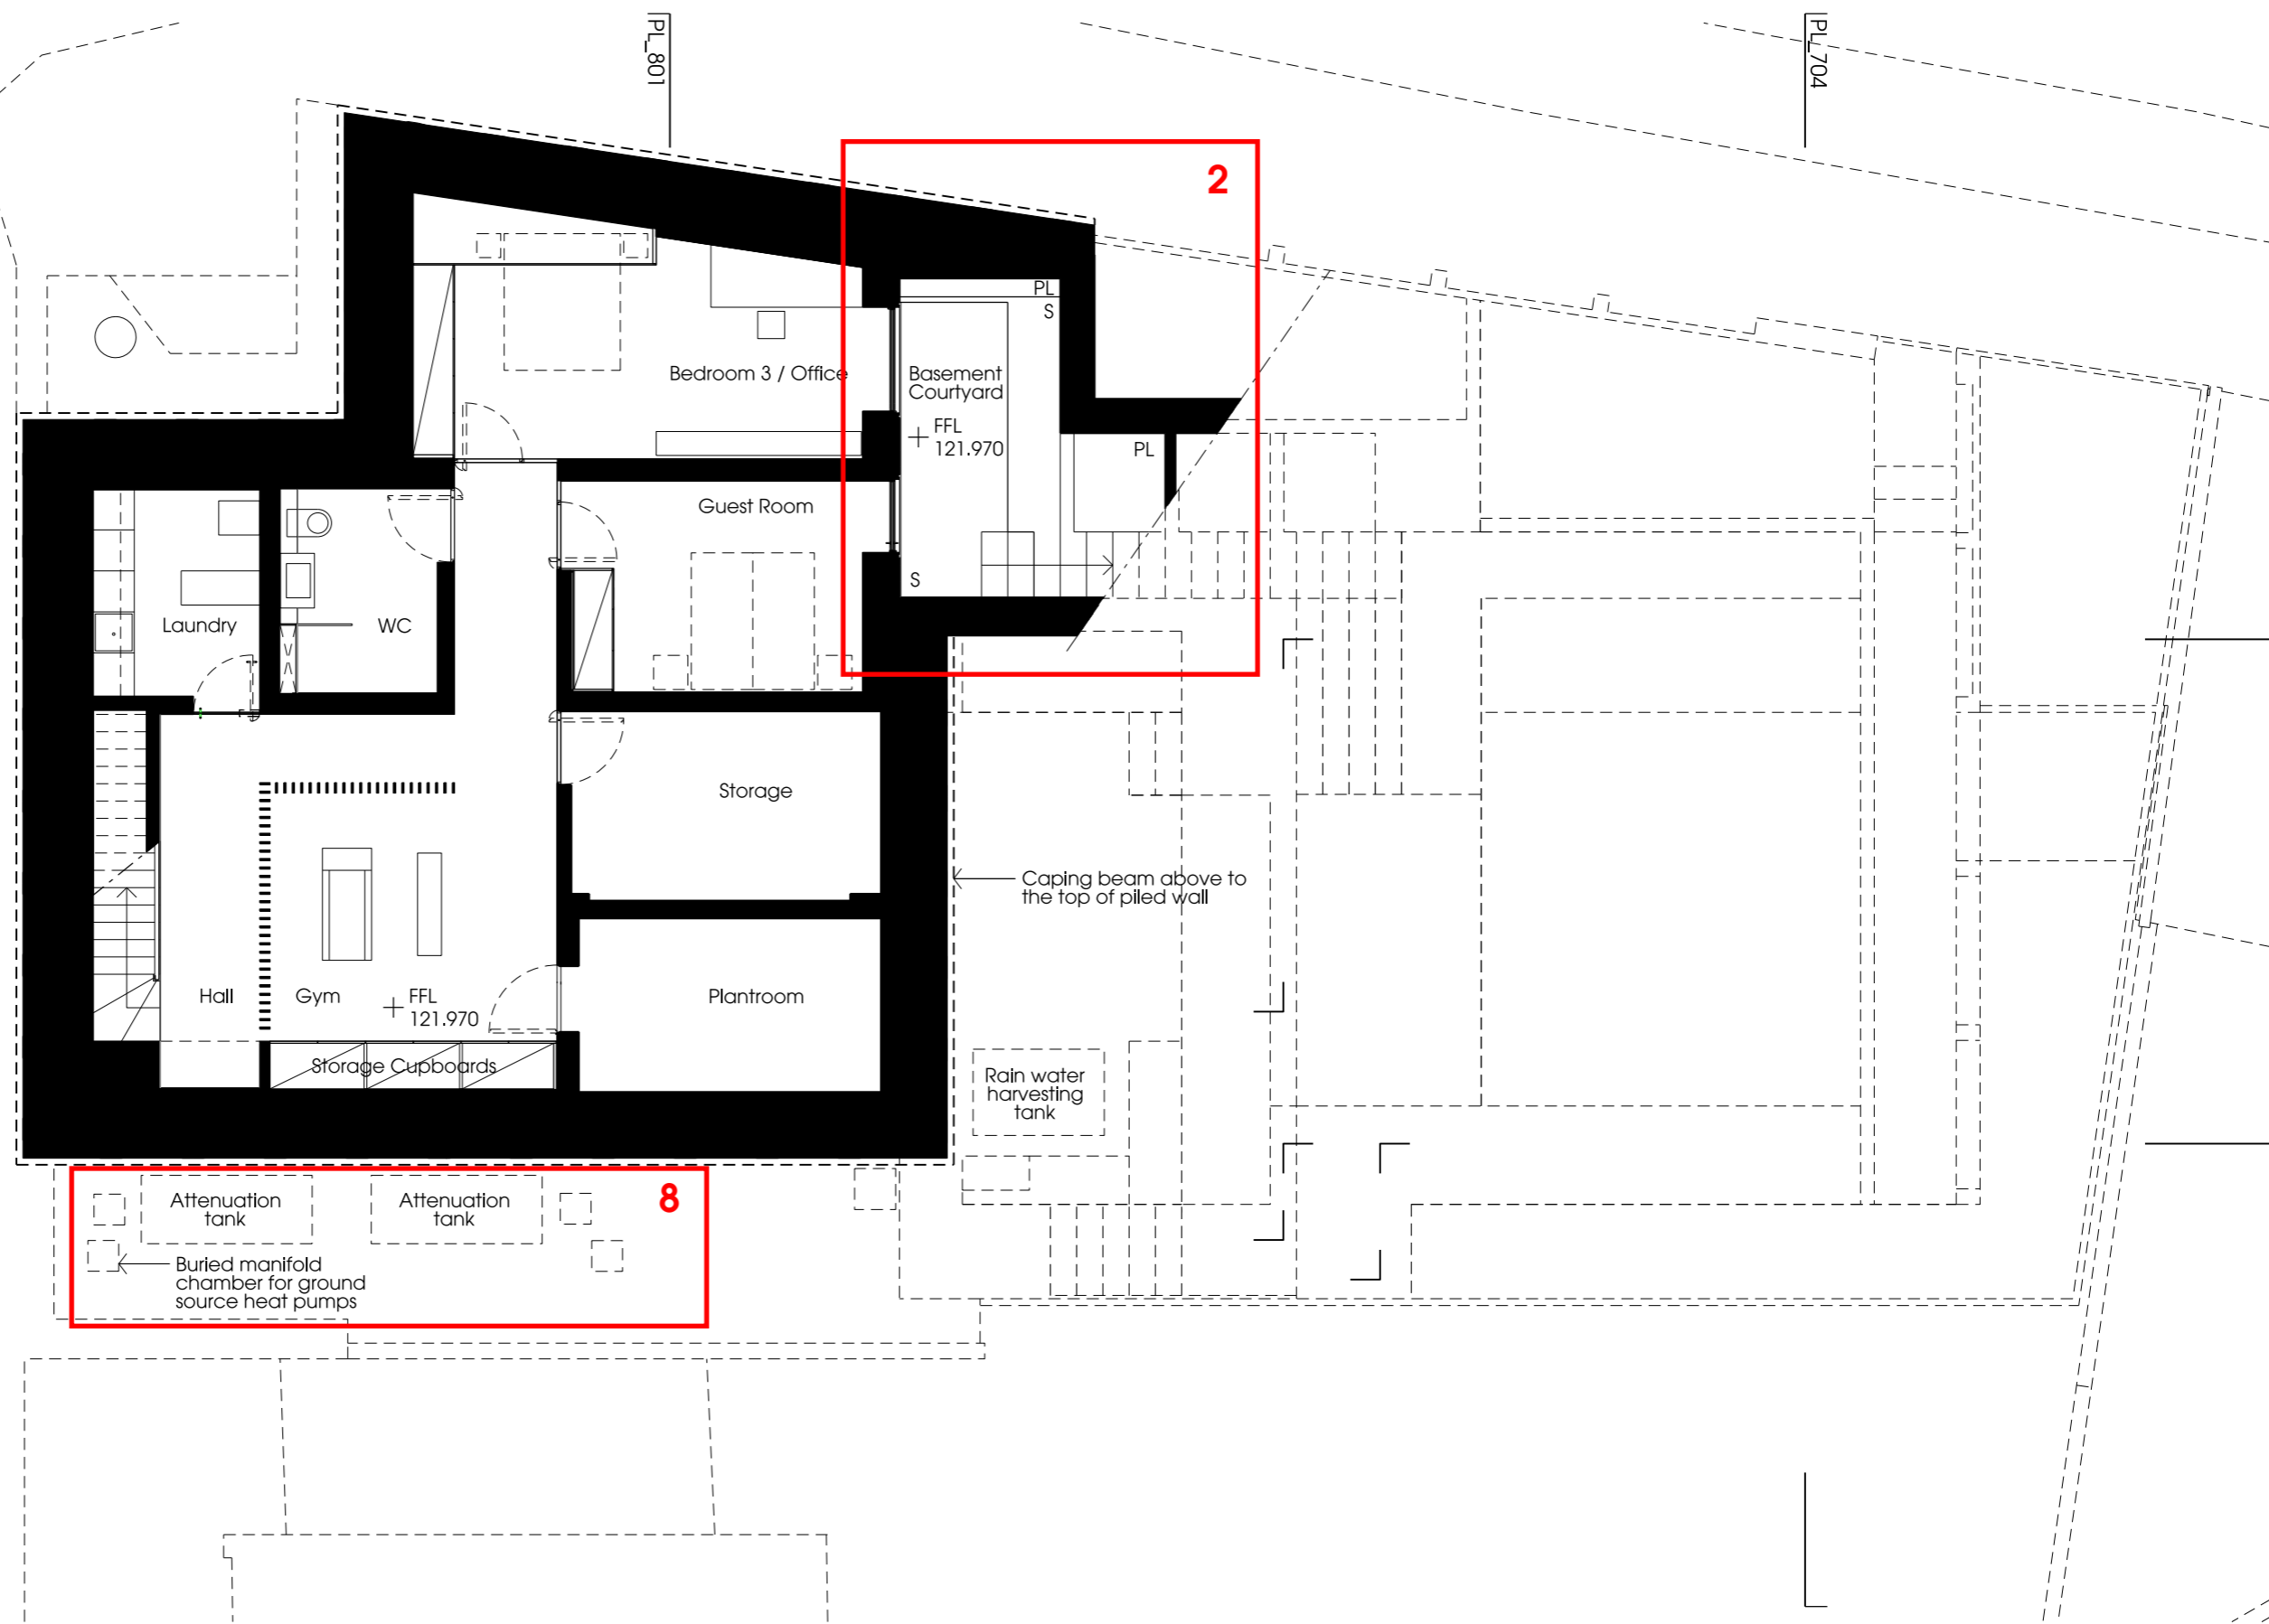 PL_801
PL_704
2
PL
S
Bedroom 3 / Office
Basement
Courtyard
FFL
121.970
PL
Guest Room
S
Laundry
WC
Storage
Caping beam above to
the top of piled wall
Hall
Gym
FFL
121.970
Plantroom
Storage Cupboards
Rain water
harvesting
tank
Attenuation
tank
Attenuation
tank
8
Buried manifold
chamber for ground
source heat pumps